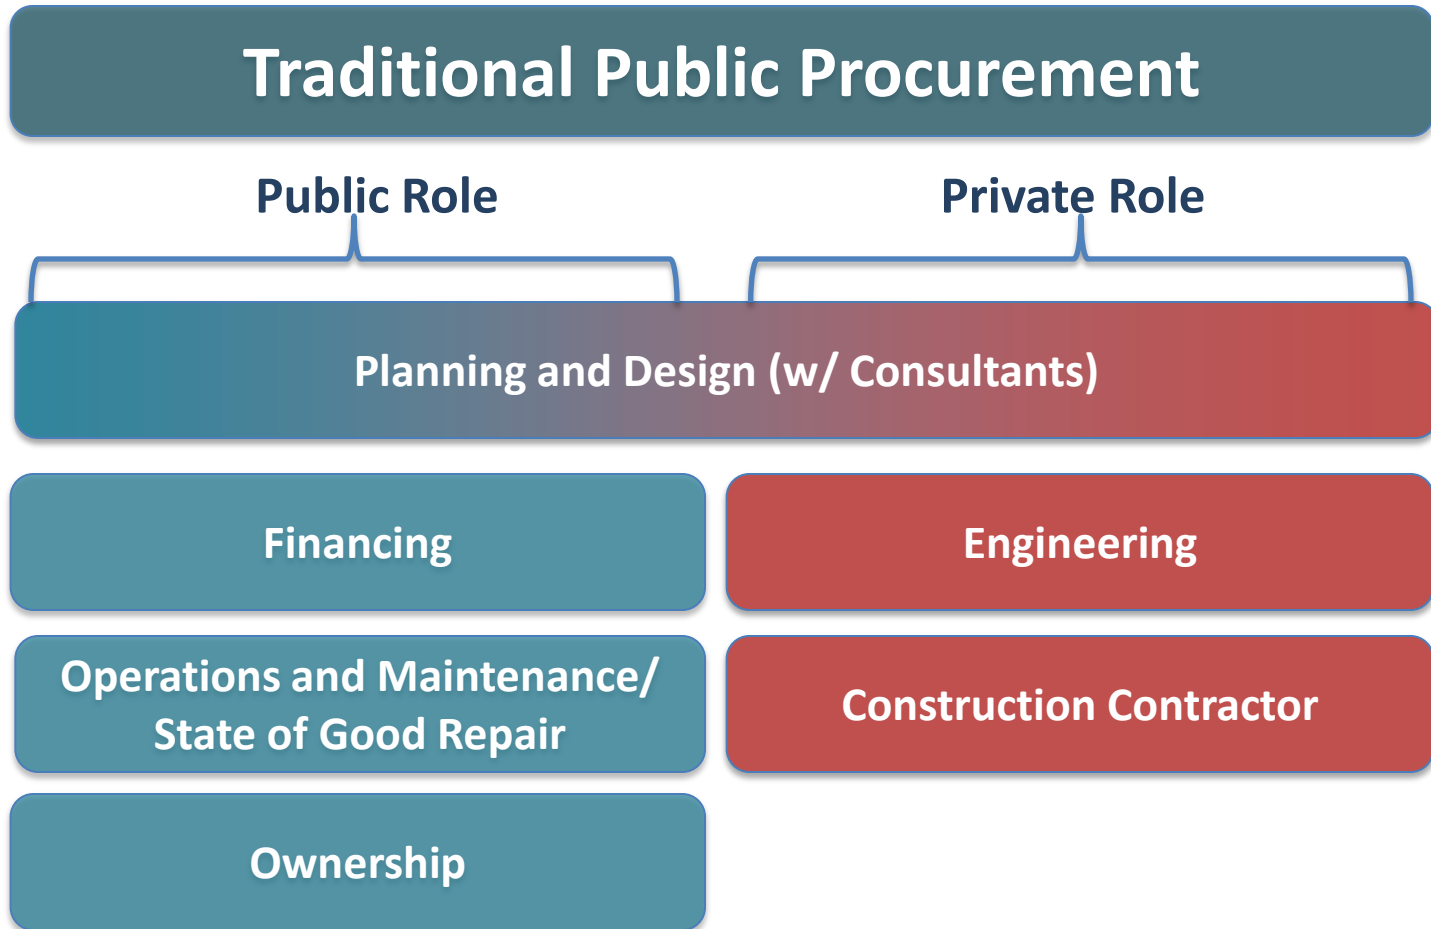 Traditional Public Procurement
Public Role
Private Role
Planning and Design (w/ Consultants)
Financing
Engineering
Operations and Maintenance/
State of Good Repair
Construction Contractor
Ownership